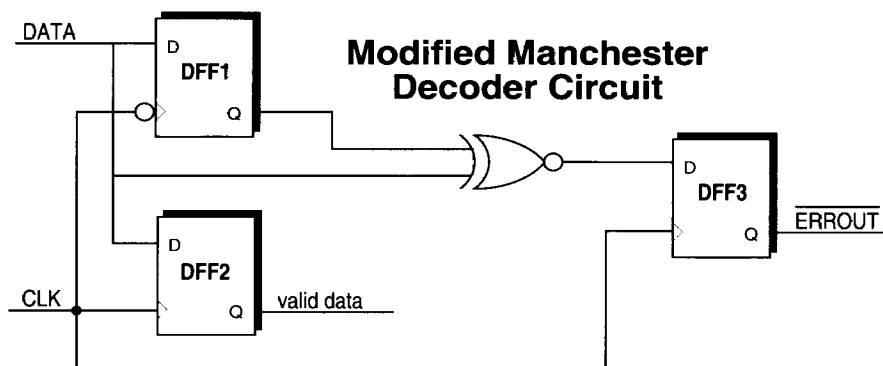 DATA
D
DFF1
Q
Modified Manchester
Decoder Circuit
D
DFF3
Q
ERROUT
D
DFF2
Q
CLK
valid data